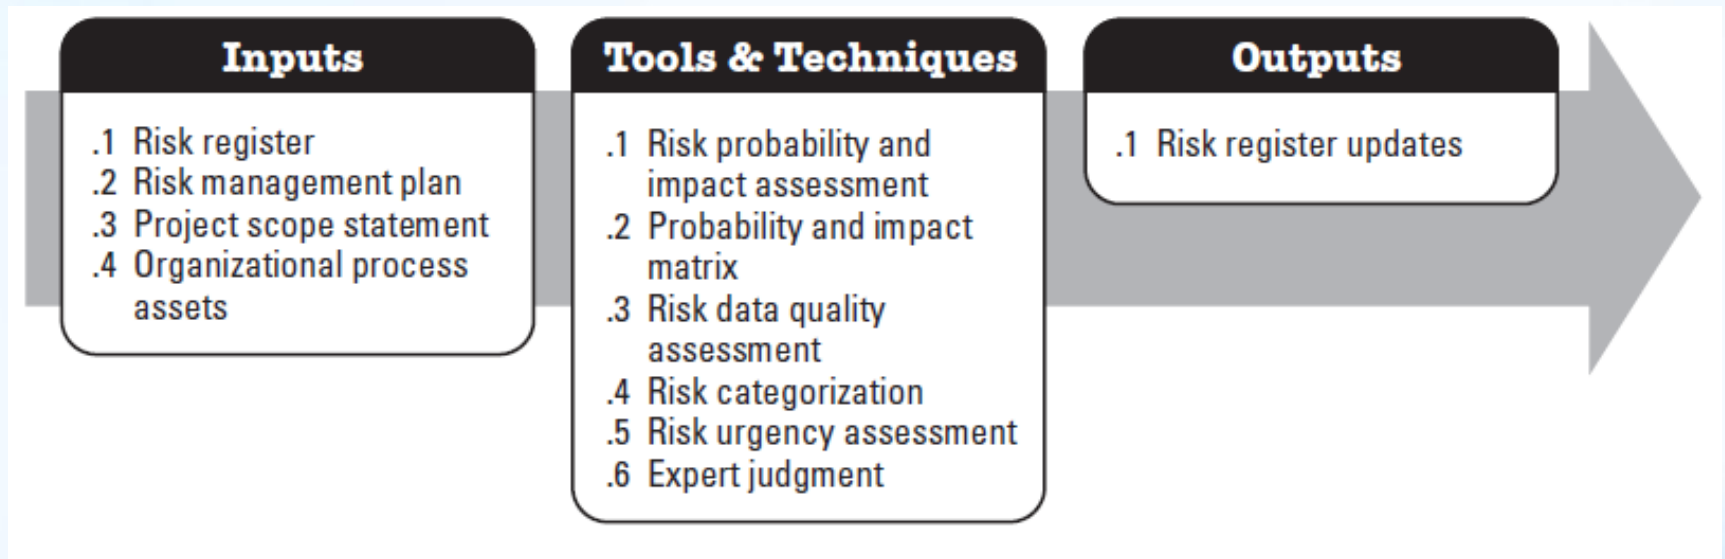 Inputs
.1 Risk register
.2 Risk management plan
.3 Project scope statement
.4 Organizational process
assets
Tools & Techniques
.1 Risk probability and
impact assessment
.2 Probability and impact
matrix
.3 Risk data quality
assessment
.4 Risk categorization
.5 Risk urgency assessment
.6 Expert judgment
Outputs
.1 Risk register updates